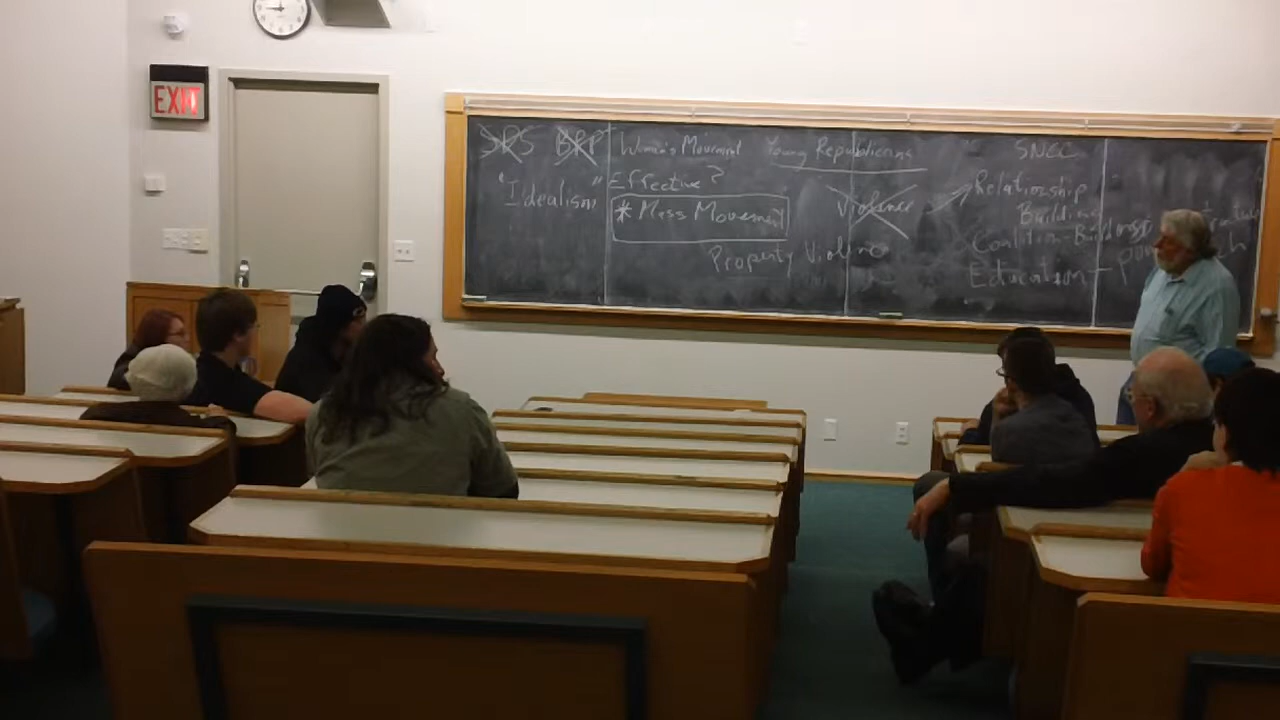 EXIT
SDS BPP Women's Movement Young Republicans SNCC
"Idealism" Effective? Violence Relationship
* Mass Movement Building
Property Violence Coalition-Building
Education -